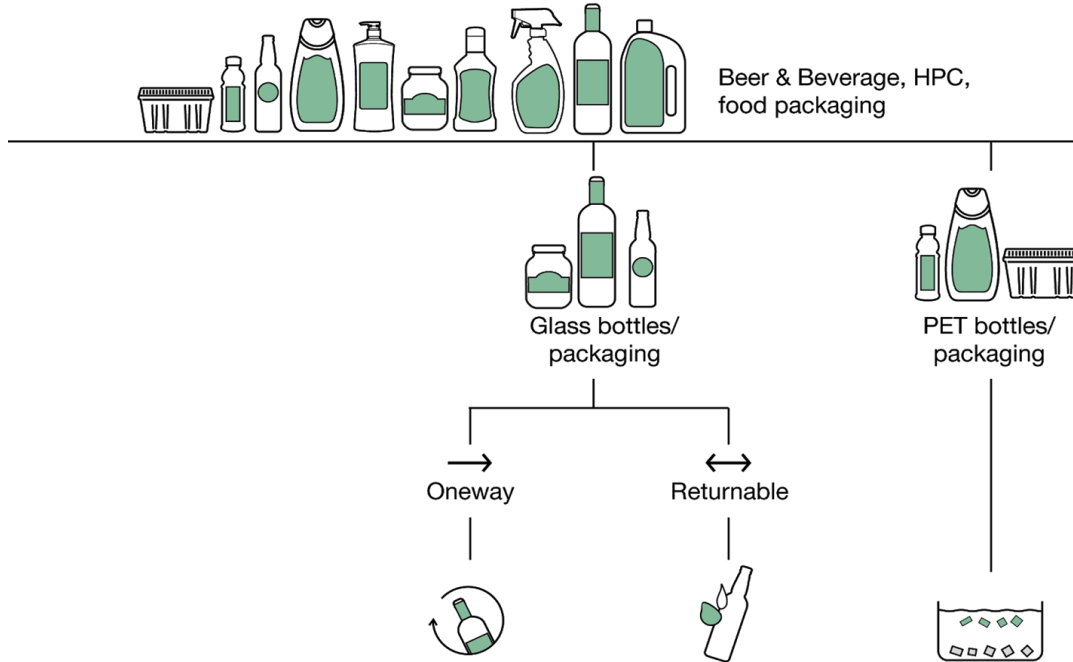 Beer & Beverage, HPC,
food packaging
Glass bottles/
packaging
PET bottles/
packaging
Oneway
Returnable